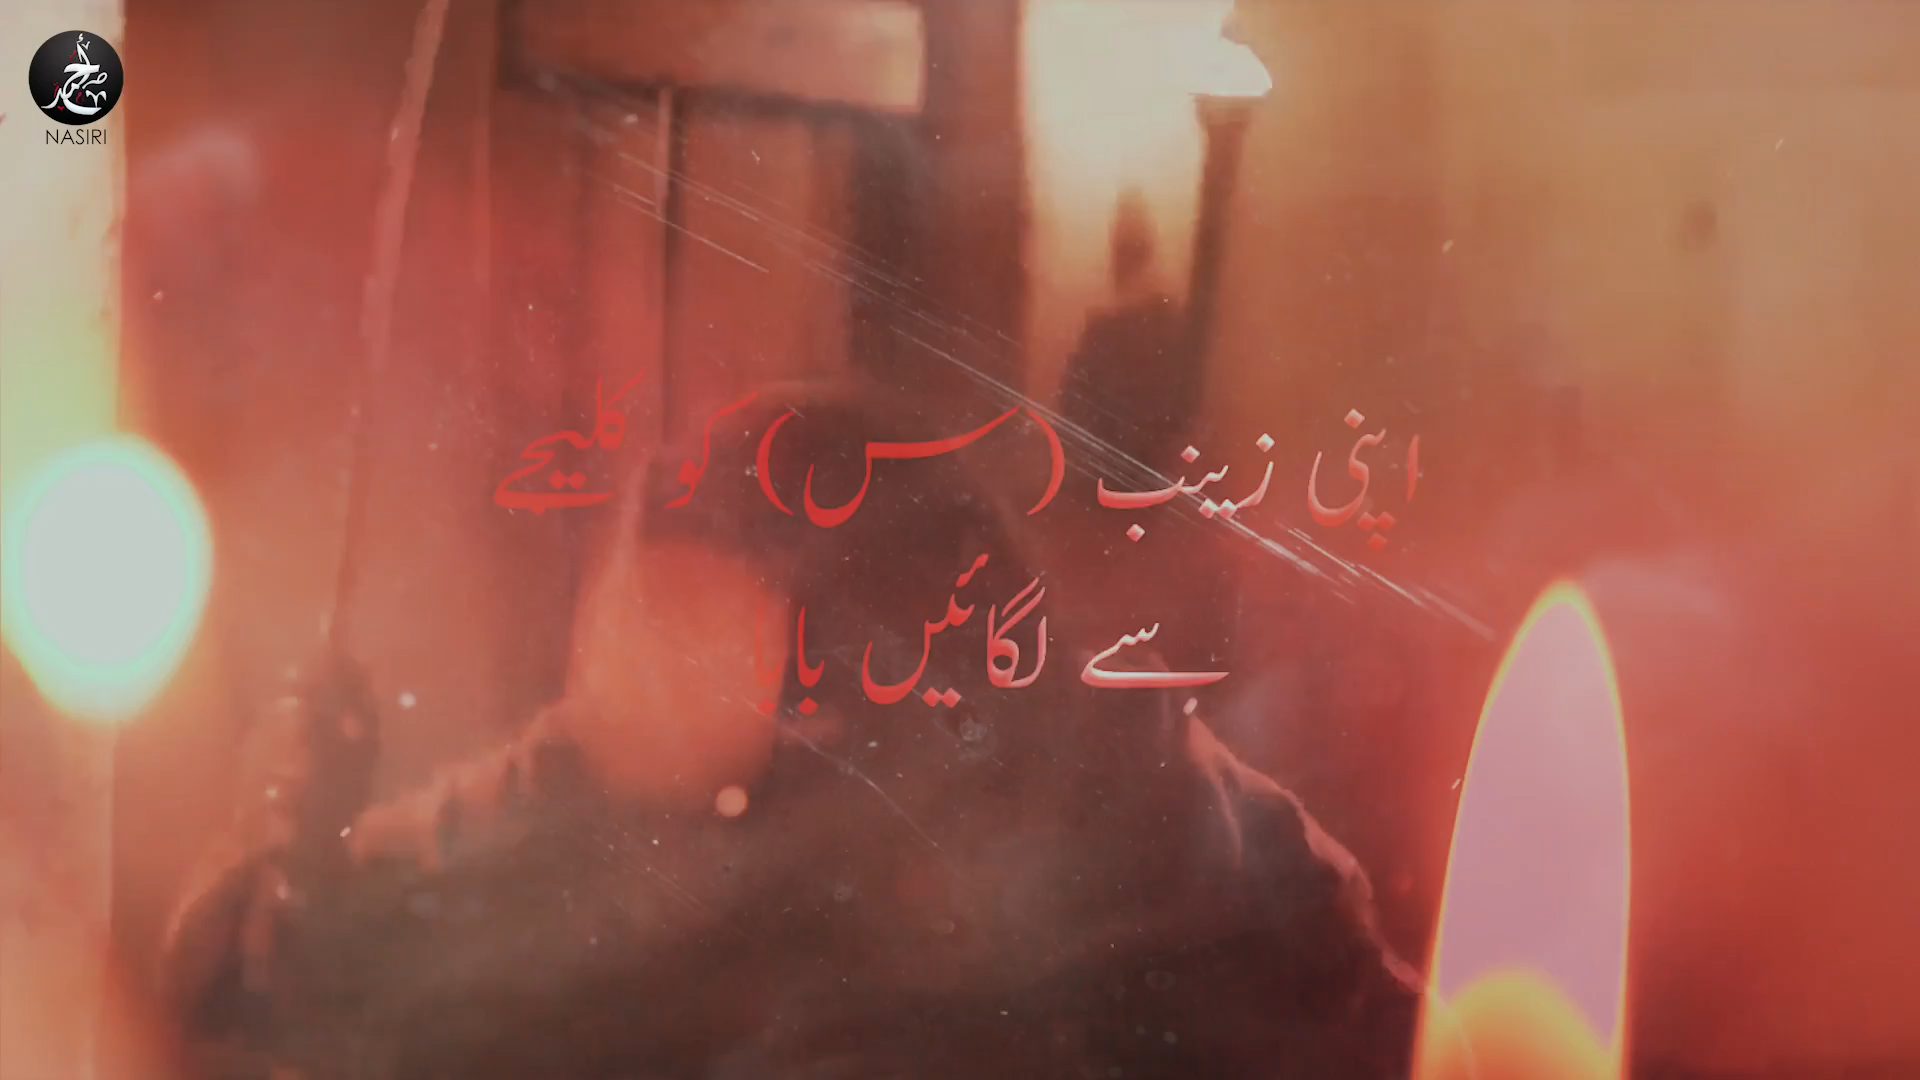 NASIRI
اپنی زینب (س) کو کلیجے
سے لگائیں بابا